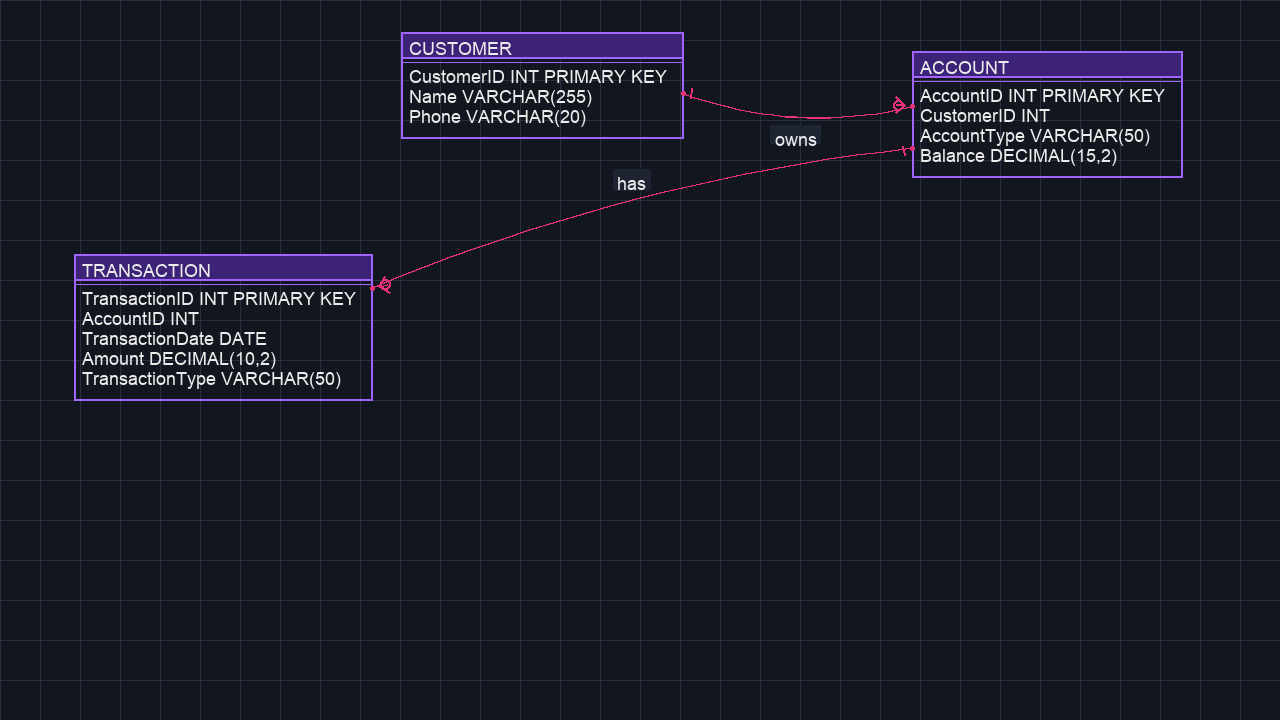 CUSTOMER
CustomerID INT PRIMARY KEY
Name VARCHAR(255)
Phone VARCHAR(20)
ACCOUNT
AccountID INT PRIMARY KEY
CustomerID INT
AccountType VARCHAR(50)
Balance DECIMAL(15,2)
owns
has
TRANSACTION
TransactionID INT PRIMARY KEY
AccountID INT
TransactionDate DATE
Amount DECIMAL(10,2)
TransactionType VARCHAR(50)